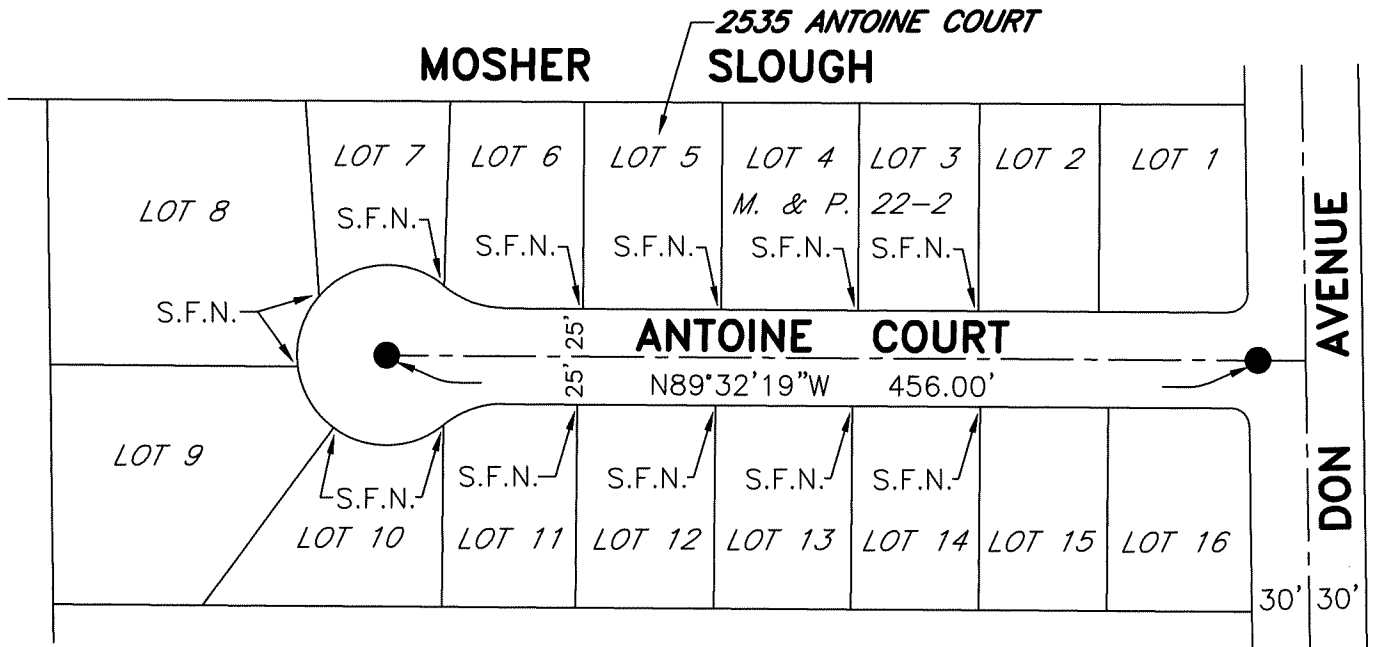 2535 ANTOINE COURT
MOSHER SLOUGH
LOT 7 LOT 6 LOT 5 LOT 4 LOT 3 LOT 2 LOT 1
M. & P. 22-2
LOT 8
S.F.N.
S.F.N. S.F.N. S.F.N. S.F.N.
S.F.N.
25'
25'
ANTOINE COURT
N89°32'19"W 456.00'
AVENUE
DON
LOT 9
S.F.N. S.F.N. S.F.N. S.F.N.
S.F.N.
LOT 10 LOT 11 LOT 12 LOT 13 LOT 14 LOT 15 LOT 16
30' 30'